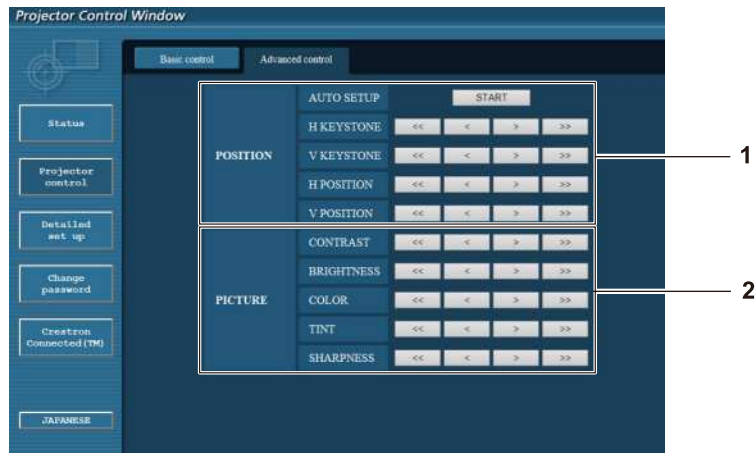 Projector Control Window
Basic control
Advanced control
Status
Projector
control
Detailed
set up
Change
password
Crestron
Connected(TM)
JAPANESE
POSITION
AUTO SETUP START
H KEYSTONE << < > >>
V KEYSTONE << < > >>
H POSITION << < > >>
V POSITION << < > >>
1
PICTURE
CONTRAST << < > >>
BRIGHTNESS << < > >>
COLOR << < > >>
TINT << < > >>
SHARPNESS << < > >>
2